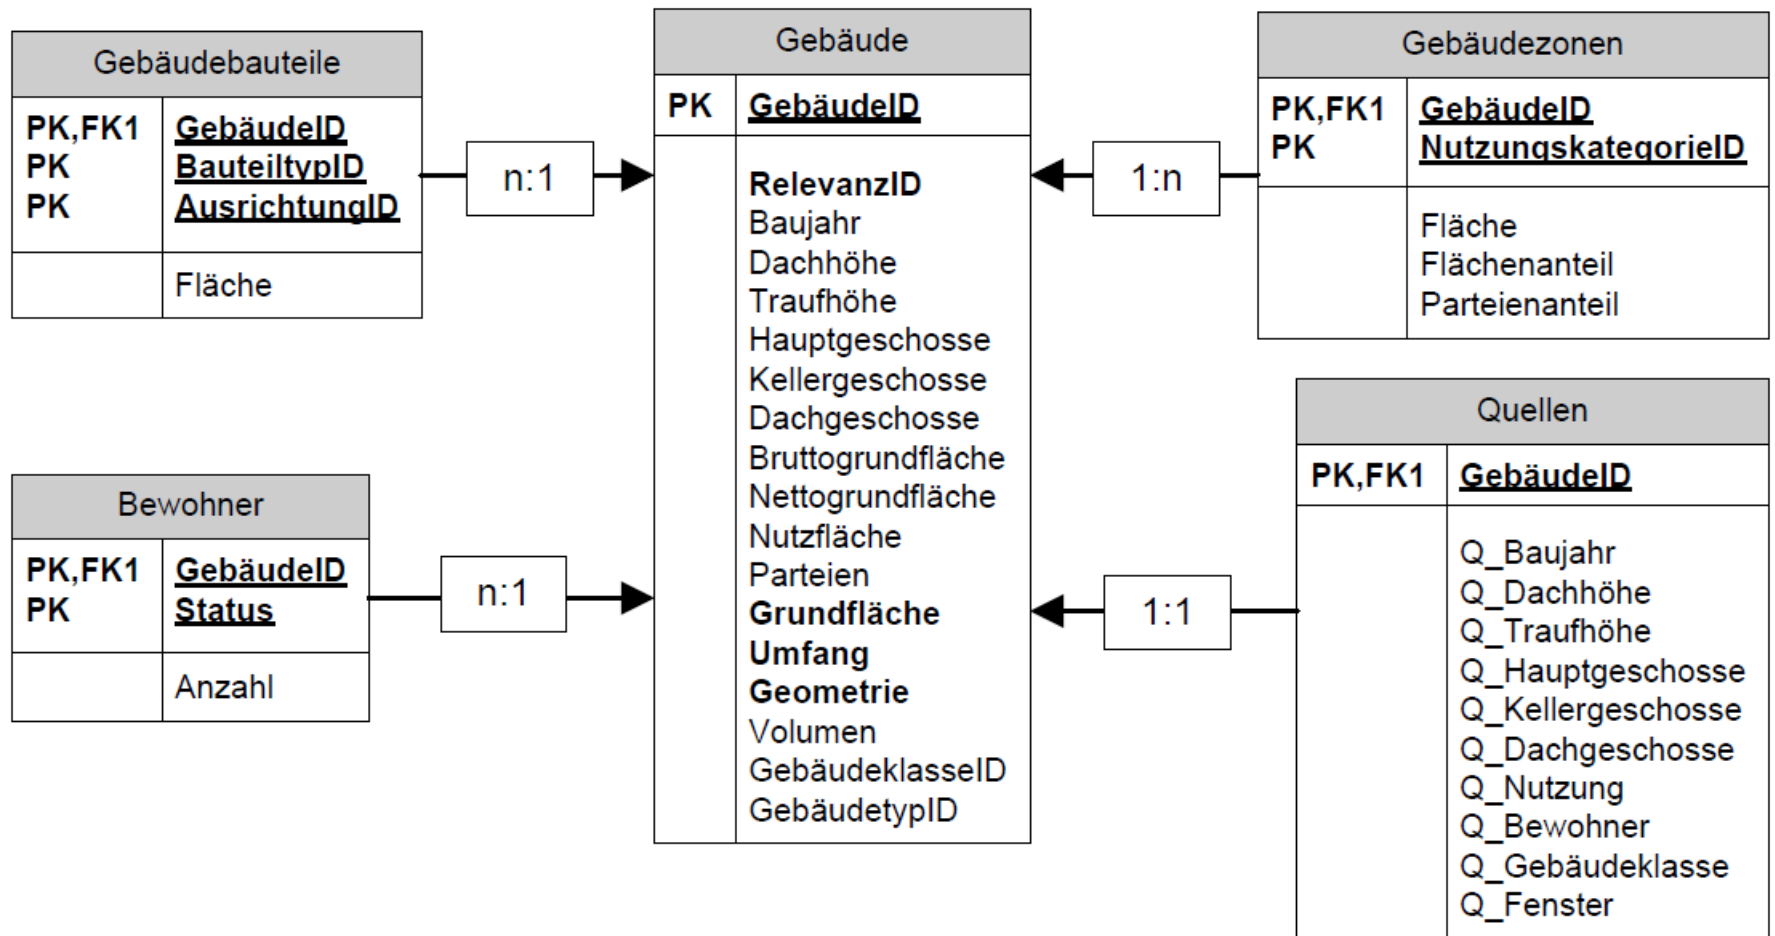 Gebäudebauteile
PK,FK1 GebäudeID
PK BauteiltypID
PK AusrichtungID
Fläche
n:1
Bewohner
PK,FK1 GebäudeID
PK Status
Anzahl
n:1
Gebäude
PK GebäudeID
RelevanzID
Baujahr
Dachhöhe
Traufhöhe
Hauptgeschosse
Kellergeschosse
Dachgeschosse
Bruttogrundfläche
Nettogrundfläche
Nutzfläche
Parteien
Grundfläche
Umfang
Geometrie
Volumen
GebäudeklasseID
GebäudetypID
1:n
Gebäudezonen
PK,FK1 GebäudeID
PK NutzungskategorieID
Fläche
Flächenanteil
Parteienanteil
1:1
Quellen
PK,FK1 GebäudeID
Q_Baujahr
Q_Dachhöhe
Q_Traufhöhe
Q_Hauptgeschosse
Q_Kellergeschosse
Q_Dachgeschosse
Q_Nutzung
Q_Bewohner
Q_Gebäudeklasse
Q_Fenster